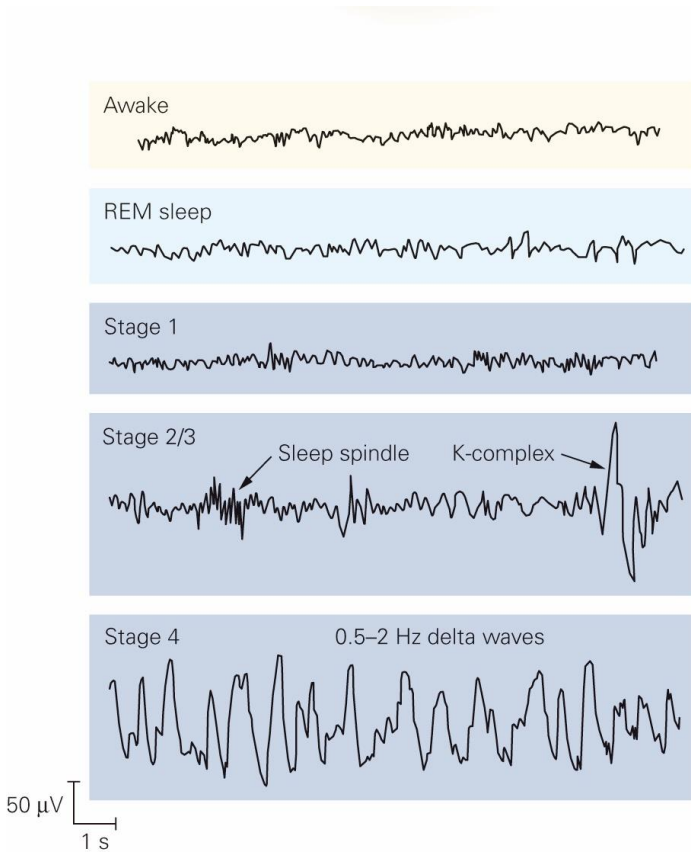 Awake
REM sleep
Stage 1
Stage 2/3
Sleep spindle
K-complex
Stage 4
0.5–2 Hz delta waves
50 μV
1 s